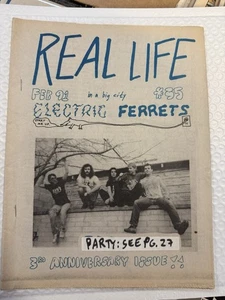 REAL LIFE
FEB 92 in a big city #35
ELECTRIC FERRETS
PARTY: SEE PG. 27
3RD ANNIVERSARY ISSUE!!